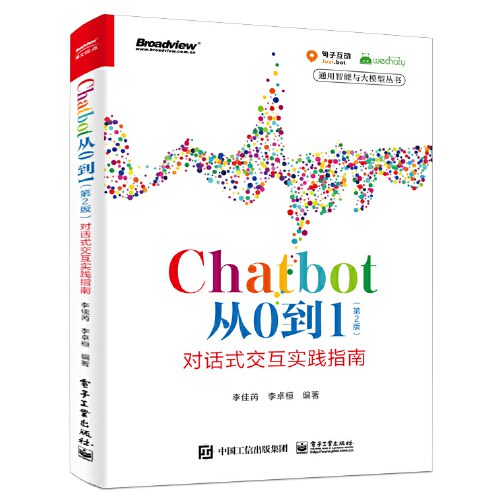 Broadview®
www.broadview.com.cn
句子互动
Juzi.bot
wechaty
通用智能与大模型丛书
Chatbot
从0到1
(第2版)
对话式交互实践指南
李佳芮 李卓桓 编著
中国工信出版集团
电子工业出版社
Chatbot从0到1(第2版) 对话式交互实践指南
李佳芮 李卓桓 编著
电子工业出版社
Broadview